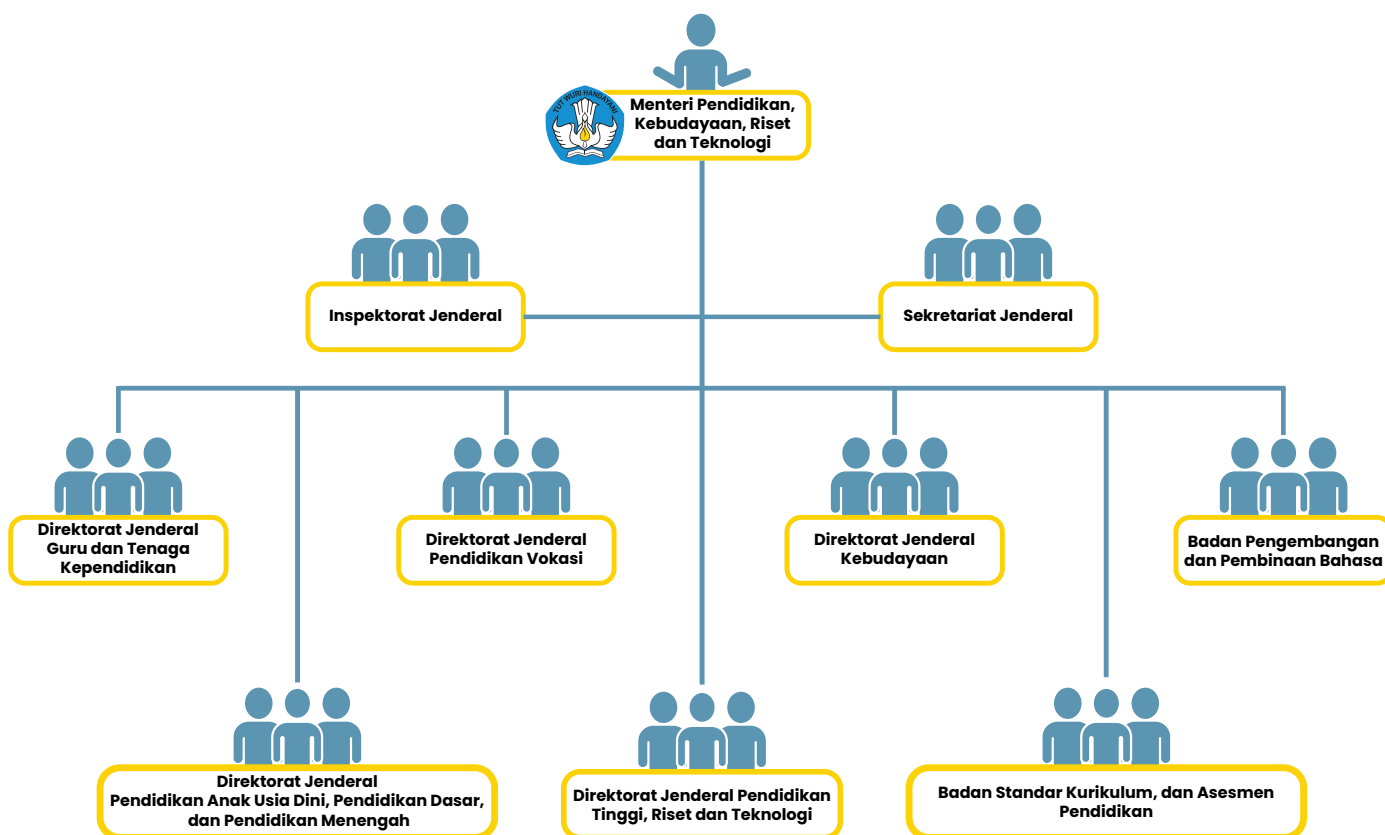 TUT WURI HANDAYANI
Menteri Pendidikan,
Kebudayaan, Riset
dan Teknologi
Inspektorat Jenderal
Sekretariat Jenderal
Direktorat Jenderal
Guru dan Tenaga
Kependidikan
Direktorat Jenderal
Pendidikan Vokasi
Direktorat Jenderal
Kebudayaan
Badan Pengembangan
dan Pembinaan Bahasa
Direktorat Jenderal
Pendidikan Anak Usia Dini, Pendidikan Dasar,
dan Pendidikan Menengah
Direktorat Jenderal Pendidikan
Tinggi, Riset dan Teknologi
Badan Standar Kurikulum, dan Asesmen
Pendidikan